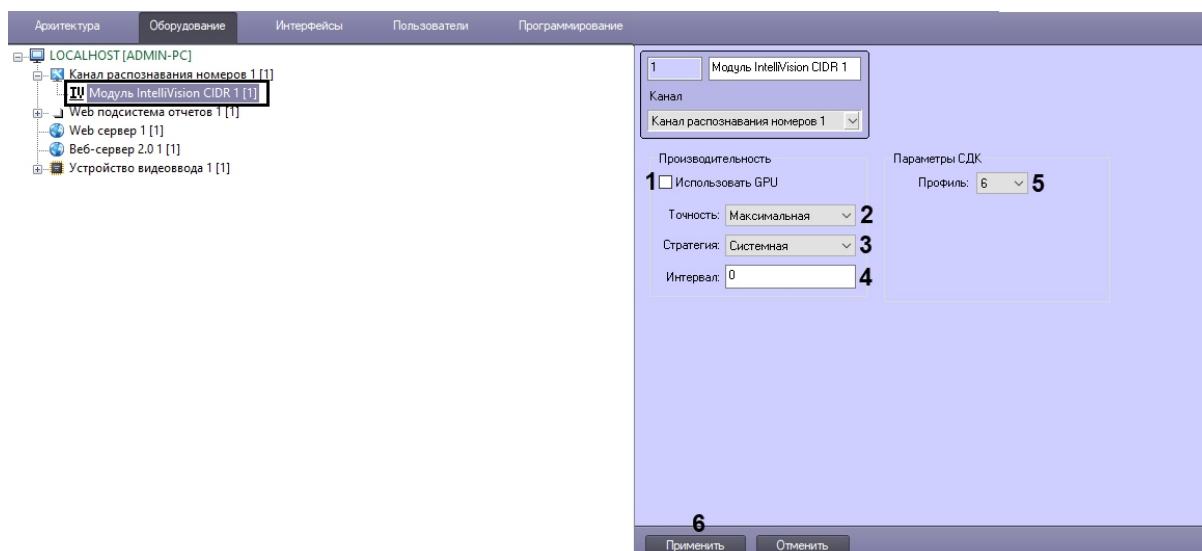 Архитектура Оборудование Интерфейсы Пользователи Программирование
LOCALHOST [ADMIN-PC]
Канал распознавания номеров 1 [1]
IV Модуль IntelliVision CIDR 1 [1]
Web подсистема отчетов 1 [1]
Web сервер 1 [1]
Веб-сервер 2.0 1 [1]
Устройство видеоввода 1 [1]
1 Модуль IntelliVision CIDR 1
Канал
Канал распознавания номеров 1
Производительность
1 Использовать GPU
Точность: Максимальная 2
Стратегия: Системная 3
Интервал: 0 4
Параметры СДК
Профиль: 6 5
6
Применить Отменить